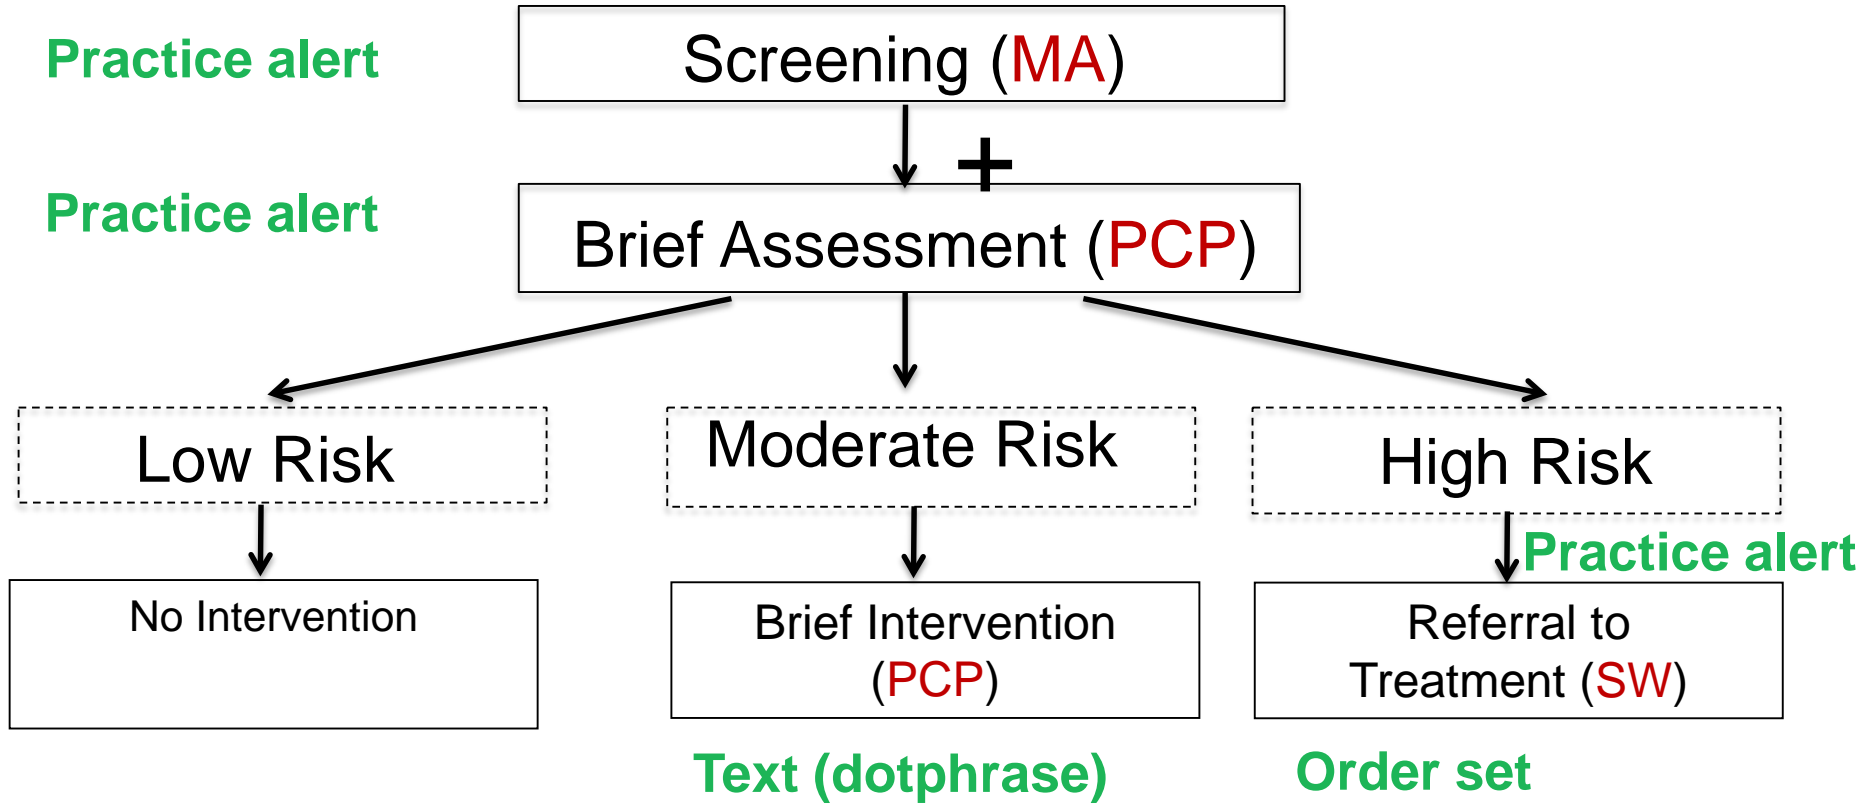 Practice alert
Screening (MA)
+
Practice alert
Brief Assessment (PCP)
Low Risk
Moderate Risk
High Risk
Practice alert
No Intervention
Brief Intervention
(PCP)
Referral to
Treatment (SW)
Text (dotphrase)
Order set